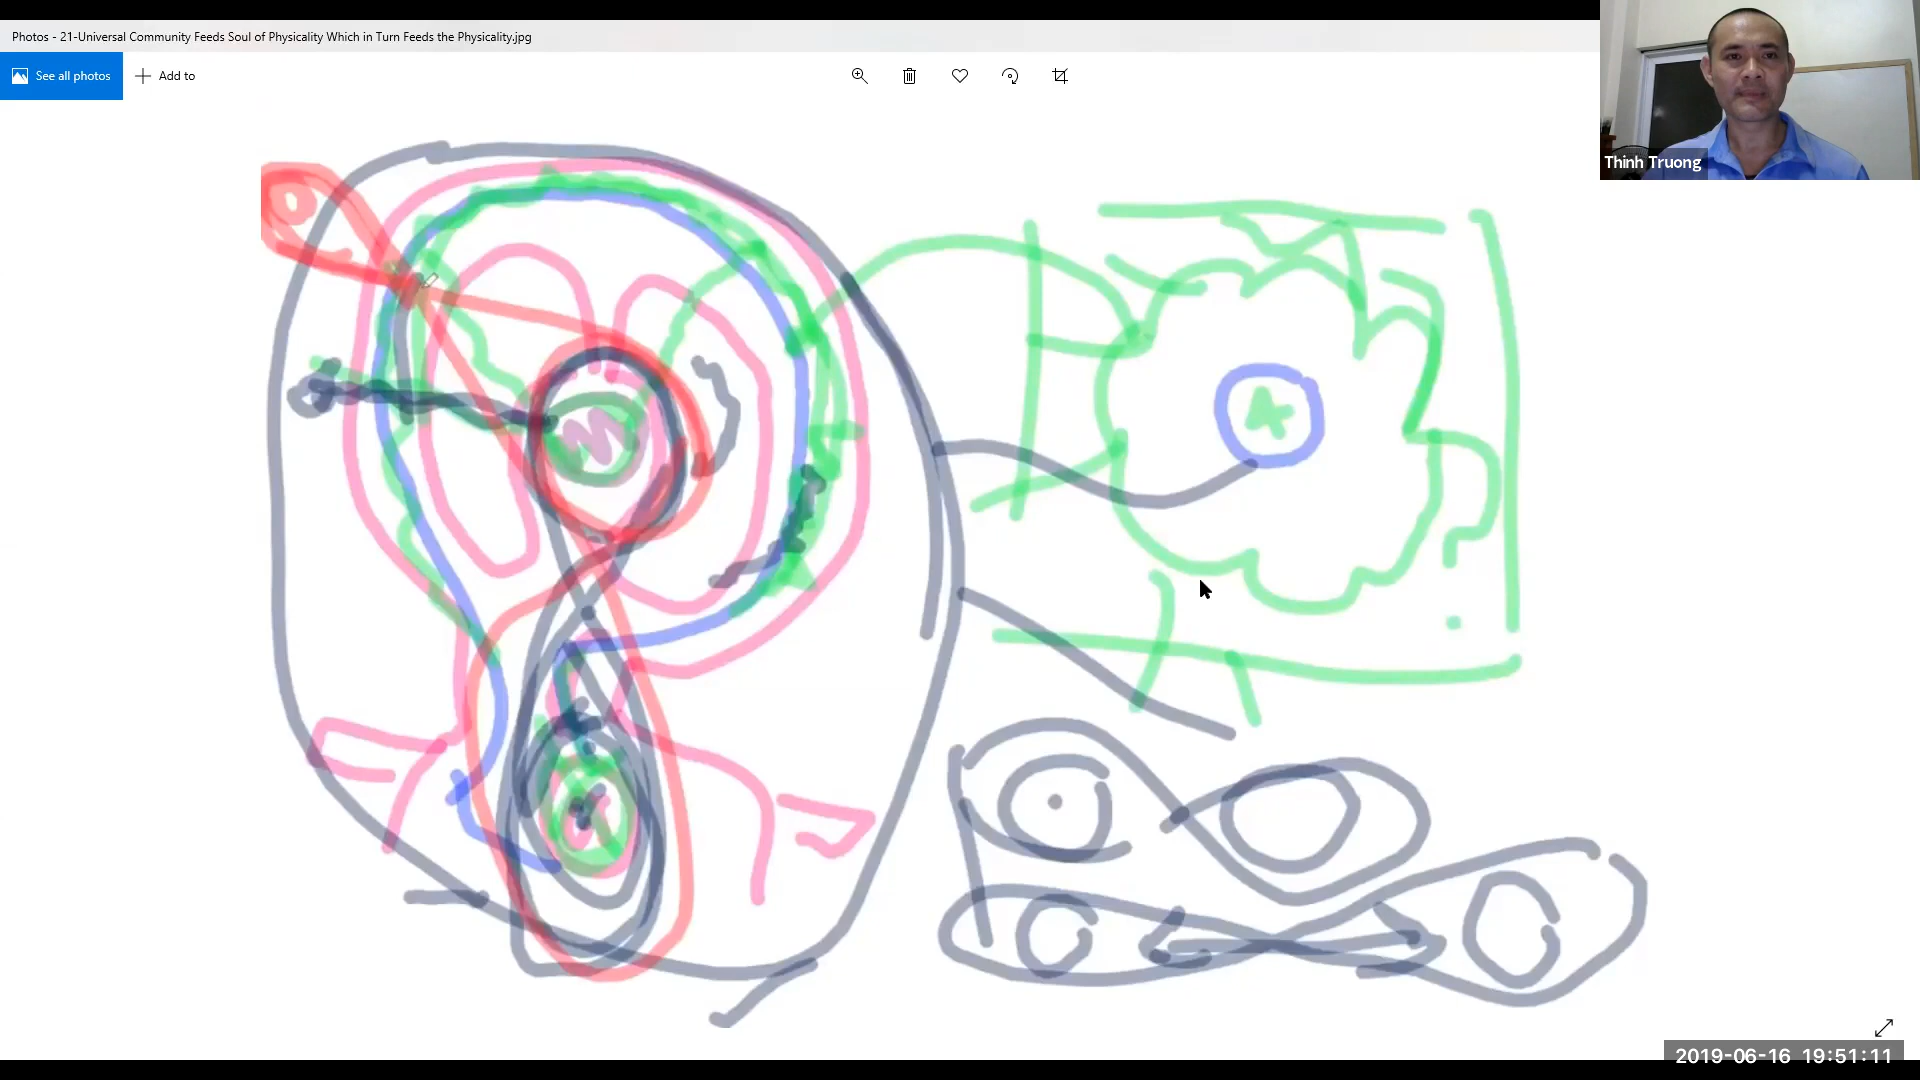 Photos - 21-Universal Community Feeds Soul of Physicality Which in Turn Feeds the Physicality.jpg
See all photos
Add to
Thinh Truong
M
A
?
2019-06-16 19:51:11